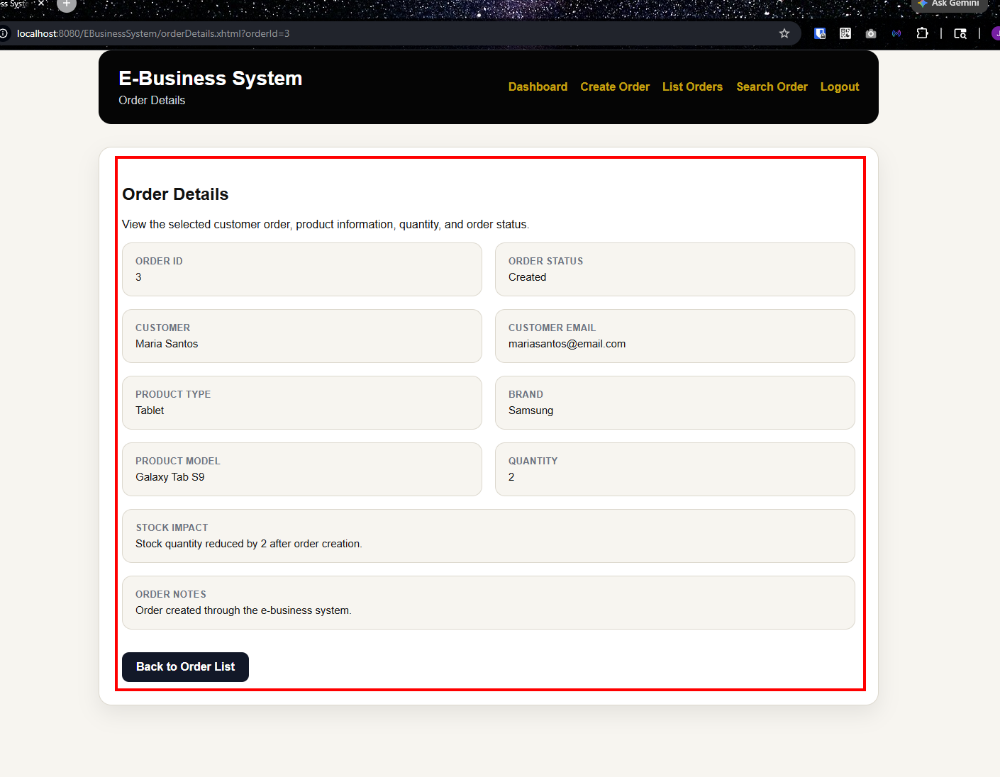 ss Syste
Ask Gemini
localhost:8080/EBusinessSystem/orderDetails.xhtml?orderId=3
E-Business System
Order Details
Dashboard Create Order List Orders Search Order Logout
Order Details
View the selected customer order, product information, quantity, and order status.
ORDER ID
3
ORDER STATUS
Created
CUSTOMER
Maria Santos
CUSTOMER EMAIL
mariasantos@email.com
PRODUCT TYPE
Tablet
BRAND
Samsung
PRODUCT MODEL
Galaxy Tab S9
QUANTITY
2
STOCK IMPACT
Stock quantity reduced by 2 after order creation.
ORDER NOTES
Order created through the e-business system.
Back to Order List